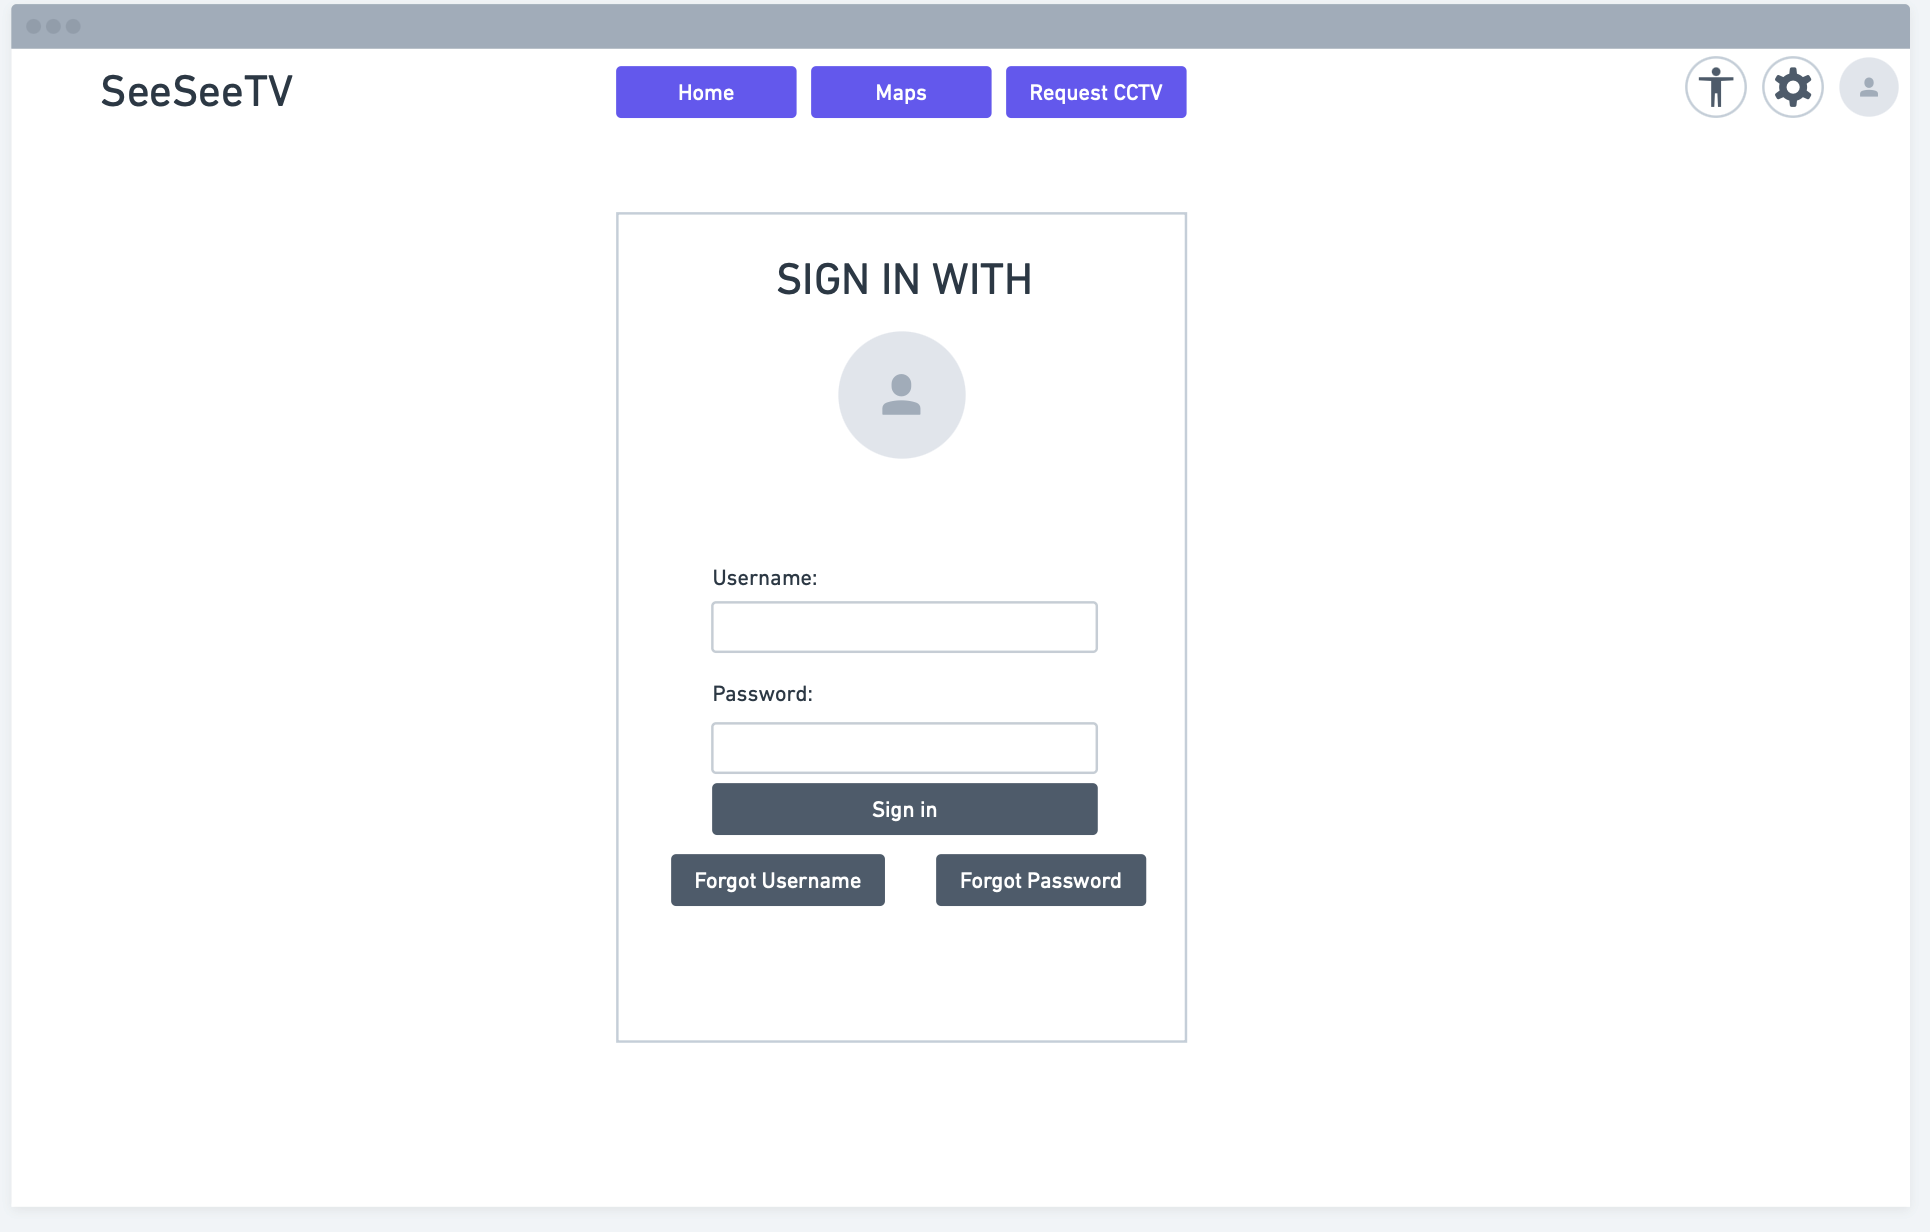 SeeSeeTV
Home
Maps
Request CCTV
SIGN IN WITH
Username:
Password:
Sign in
Forgot Username
Forgot Password